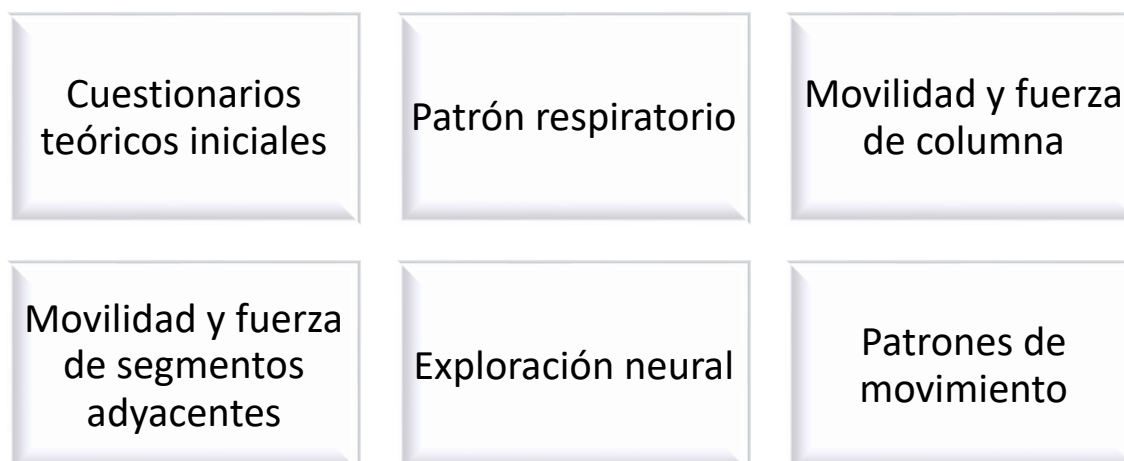 Cuestionarios
teóricos iniciales
Patrón respiratorio
Movilidad y fuerza
de columna
Movilidad y fuerza
de segmentos
adyacentes
Exploración neural
Patrones de
movimiento